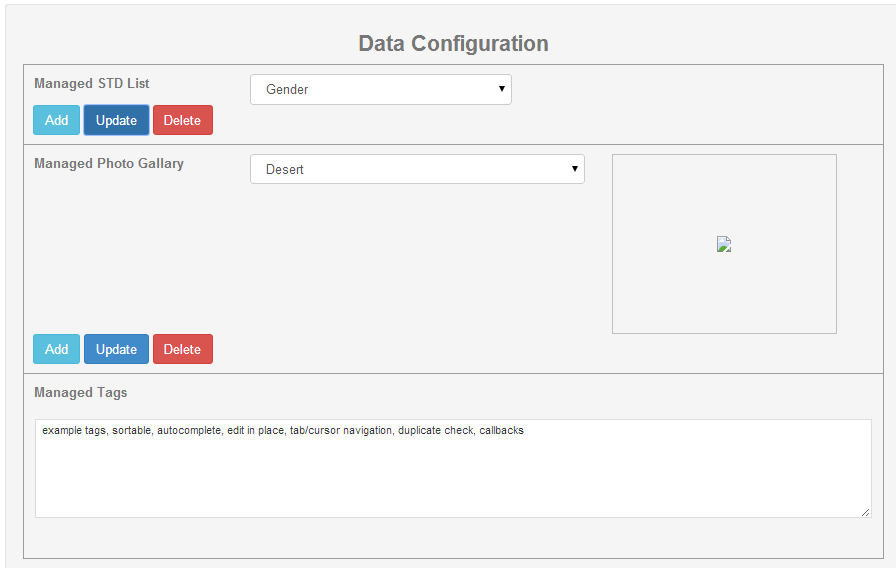 Data Configuration
Managed STD List
Gender
Add Update Delete
Managed Photo Gallary
Desert
Add Update Delete
Managed Tags
example tags, sortable, autocomplete, edit in place, tab/cursor navigation, duplicate check, callbacks